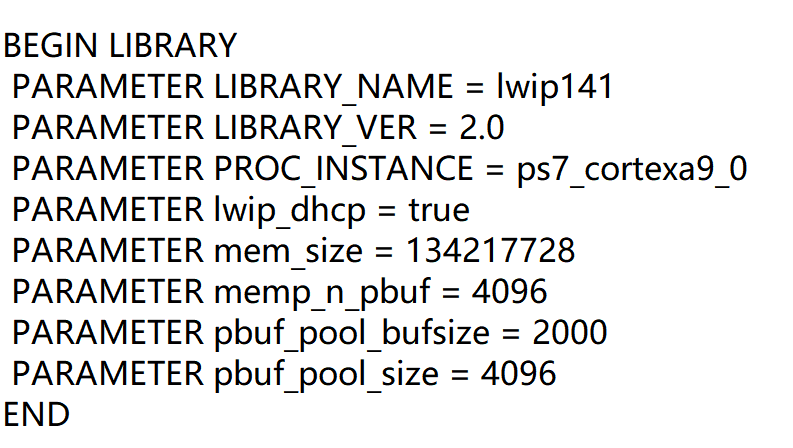 BEGIN LIBRARY
PARAMETER LIBRARY_NAME = lwip141
PARAMETER LIBRARY_VER = 2.0
PARAMETER PROC_INSTANCE = ps7_cortexa9_0
PARAMETER lwip_dhcp = true
PARAMETER mem_size = 134217728
PARAMETER memp_n_pbuf = 4096
PARAMETER pbuf_pool_bufsize = 2000
PARAMETER pbuf_pool_size = 4096
END